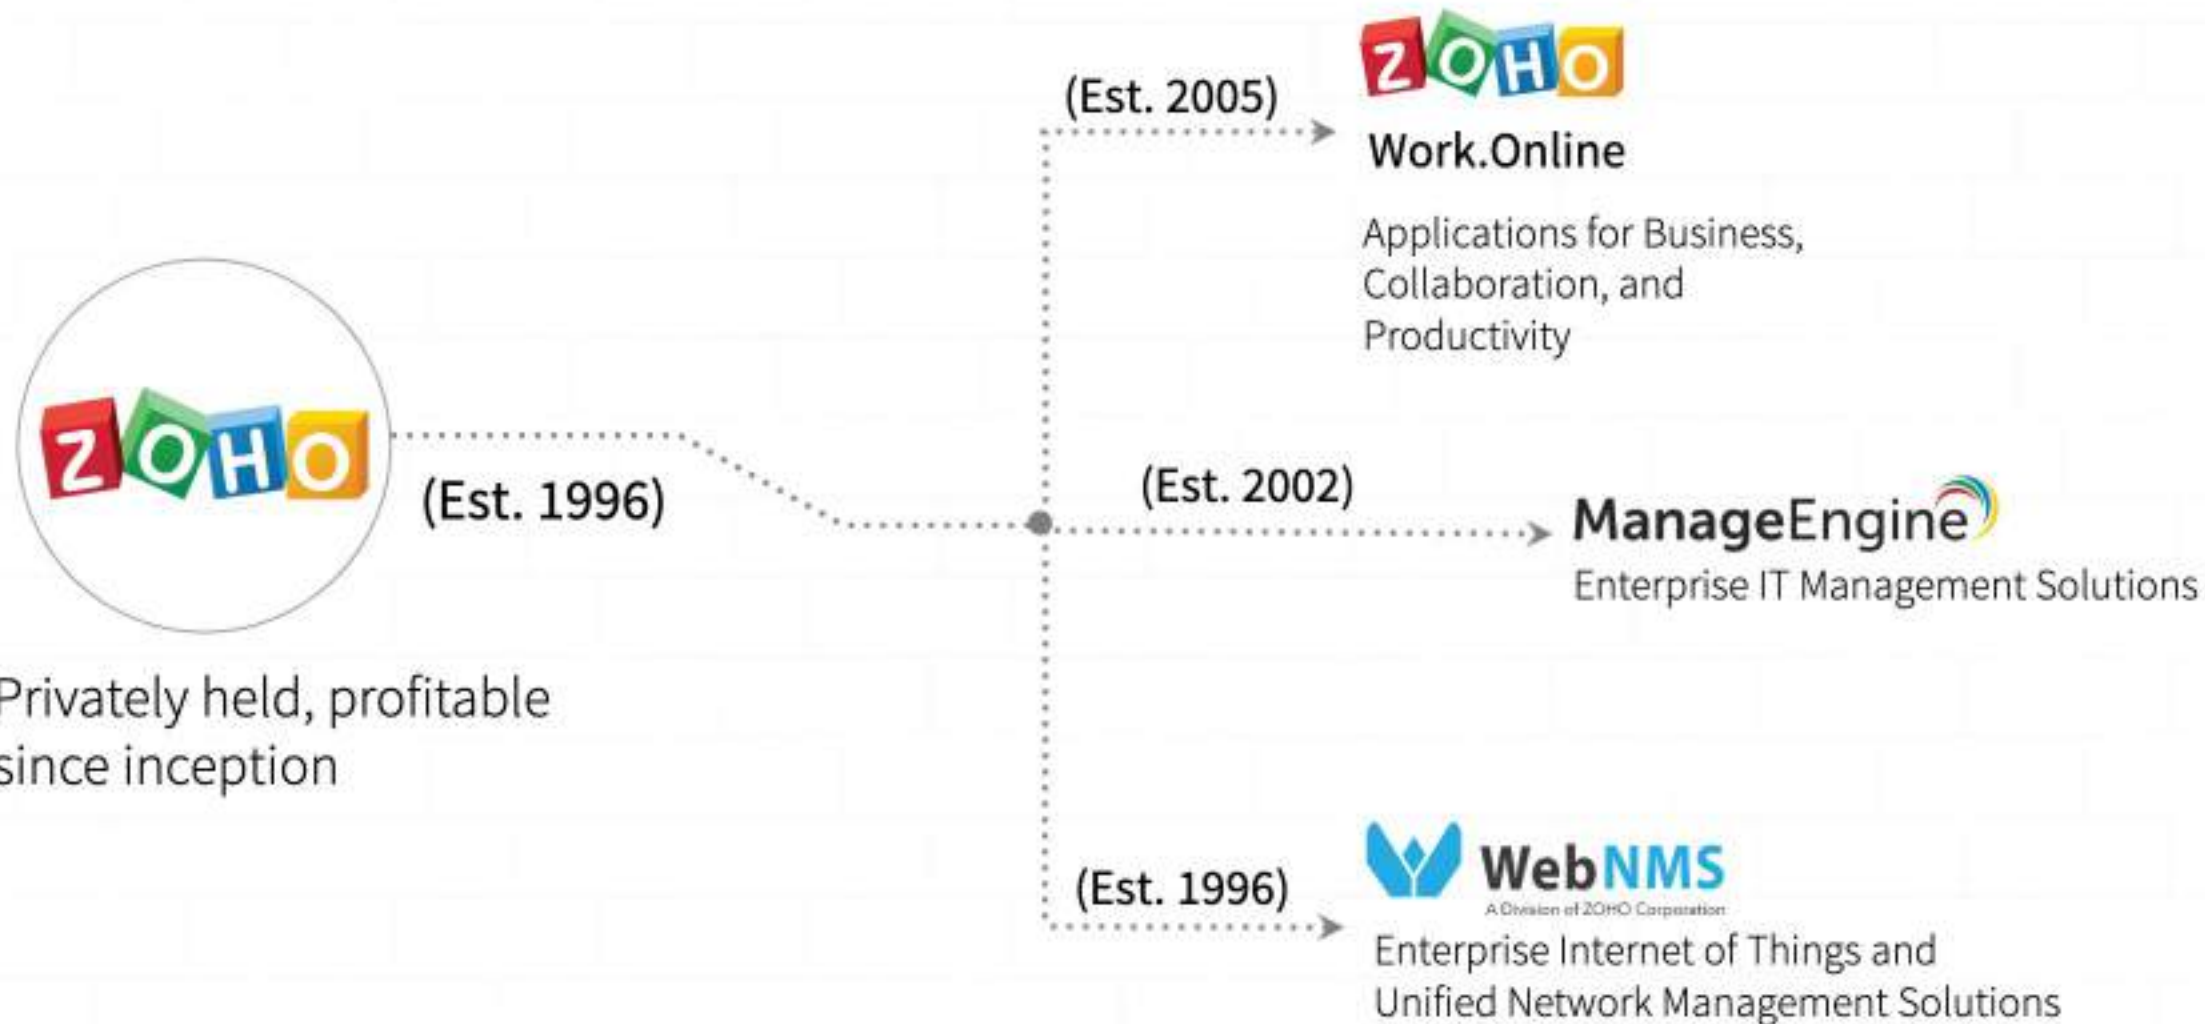 ZOHO
(Est. 1996)
Privately held, profitable
since inception
(Est. 2005)
ZOHO
Work.Online
Applications for Business,
Collaboration, and
Productivity
(Est. 2002)
ManageEngine
Enterprise IT Management Solutions
(Est. 1996)
WebNMS
A Division of ZOHO Corporation
Enterprise Internet of Things and
Unified Network Management Solutions